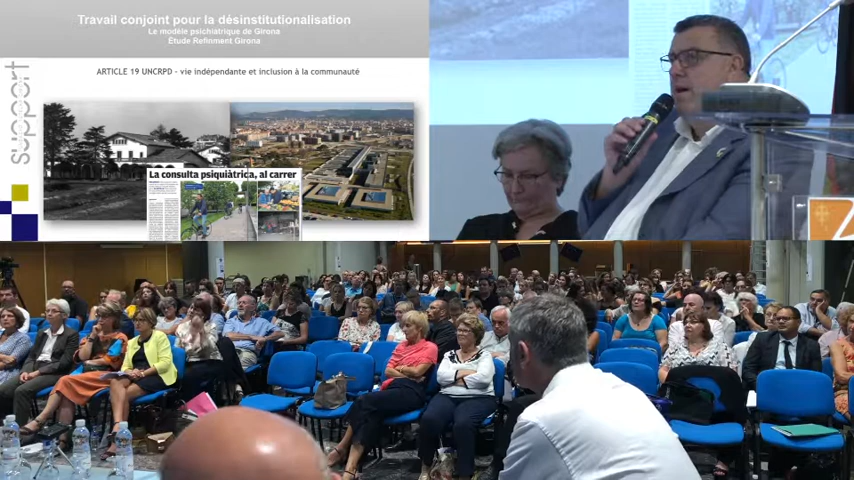 Travail conjoint pour la désinstitutionalisation
Le modèle psychiatrique de Girona
Étude Refinment Girona
ARTICLE 19 UNCRPD - vie indépendante et inclusion à la communauté
support
La consulta psiquiàtrica, al carrer